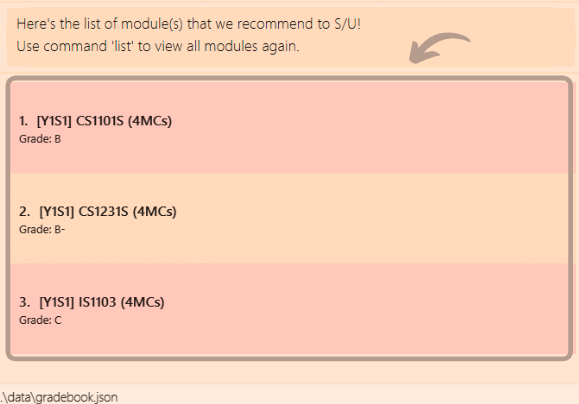 Here's the list of module(s) that we recommend to S/U!
Use command 'list' to view all modules again.
1. [Y1S1] CS1101S (4MCs)
Grade: B
2. [Y1S1] CS1231S (4MCs)
Grade: B-
3. [Y1S1] IS1103 (4MCs)
Grade: C
.\data\gradebook.json